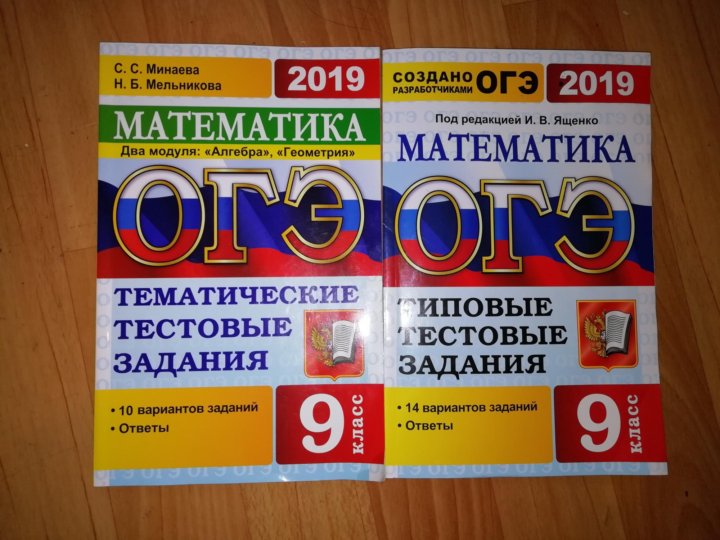 С. С. Минаева
Н. Б. Мельникова
2019
МАТЕМАТИКА
Два модуля: «Алгебра», «Геометрия»
ОГЭ
ТЕМАТИЧЕСКИЕ
ТЕСТОВЫЕ
ЗАДАНИЯ
• 10 вариантов заданий
• Ответы
9
класс
СОЗДАНО
РАЗРАБОТЧИКАМИ
ОГЭ
2019
Под редакцией И. В. Ященко
МАТЕМАТИКА
ОГЭ
ТИПОВЫЕ
ТЕСТОВЫЕ
ЗАДАНИЯ
• 14 вариантов заданий
• Ответы
9
класс